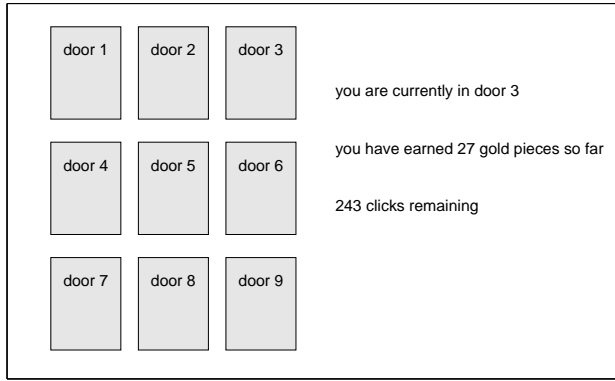 door 1 door 2 door 3
you are currently in door 3
you have earned 27 gold pieces so far
door 4 door 5 door 6
243 clicks remaining
door 7 door 8 door 9